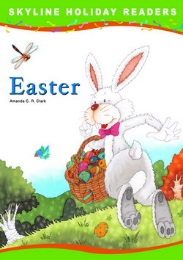 SKYLINE HOLIDAY READERS
Easter
Amanda C. R. Clark